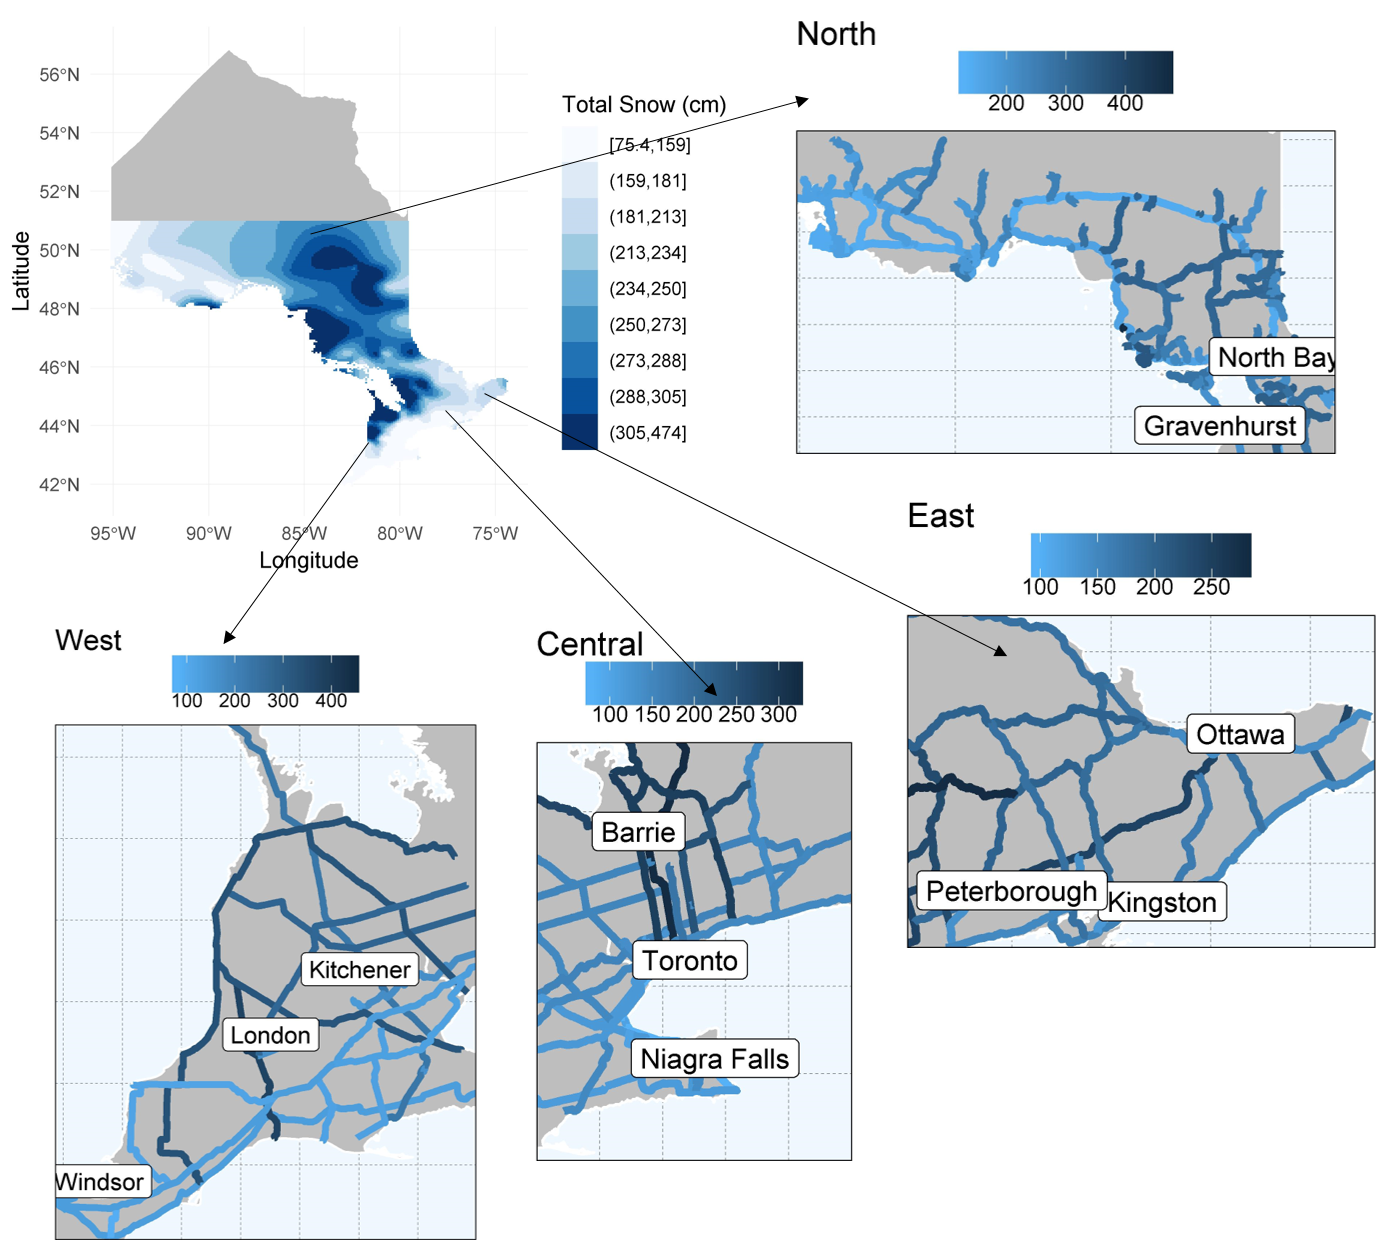 North
200 300 400
56°N
54°N
52°N
50°N
48°N
46°N
44°N
42°N
Latitude
95°W 90°W 85°W 80°W 75°W
Longitude
Total Snow (cm)
[75.4,159]
(159,181]
(181,213]
(213,234]
(234,250]
(250,273]
(273,288]
(288,305]
(305,474]
North Bay
Gravenhurst
East
100 150 200 250
Ottawa
Peterborough
Kingston
West
100 200 300 400
Kitchener
London
Windsor
Central
100 150 200 250 300
Barrie
Toronto
Niagra Falls